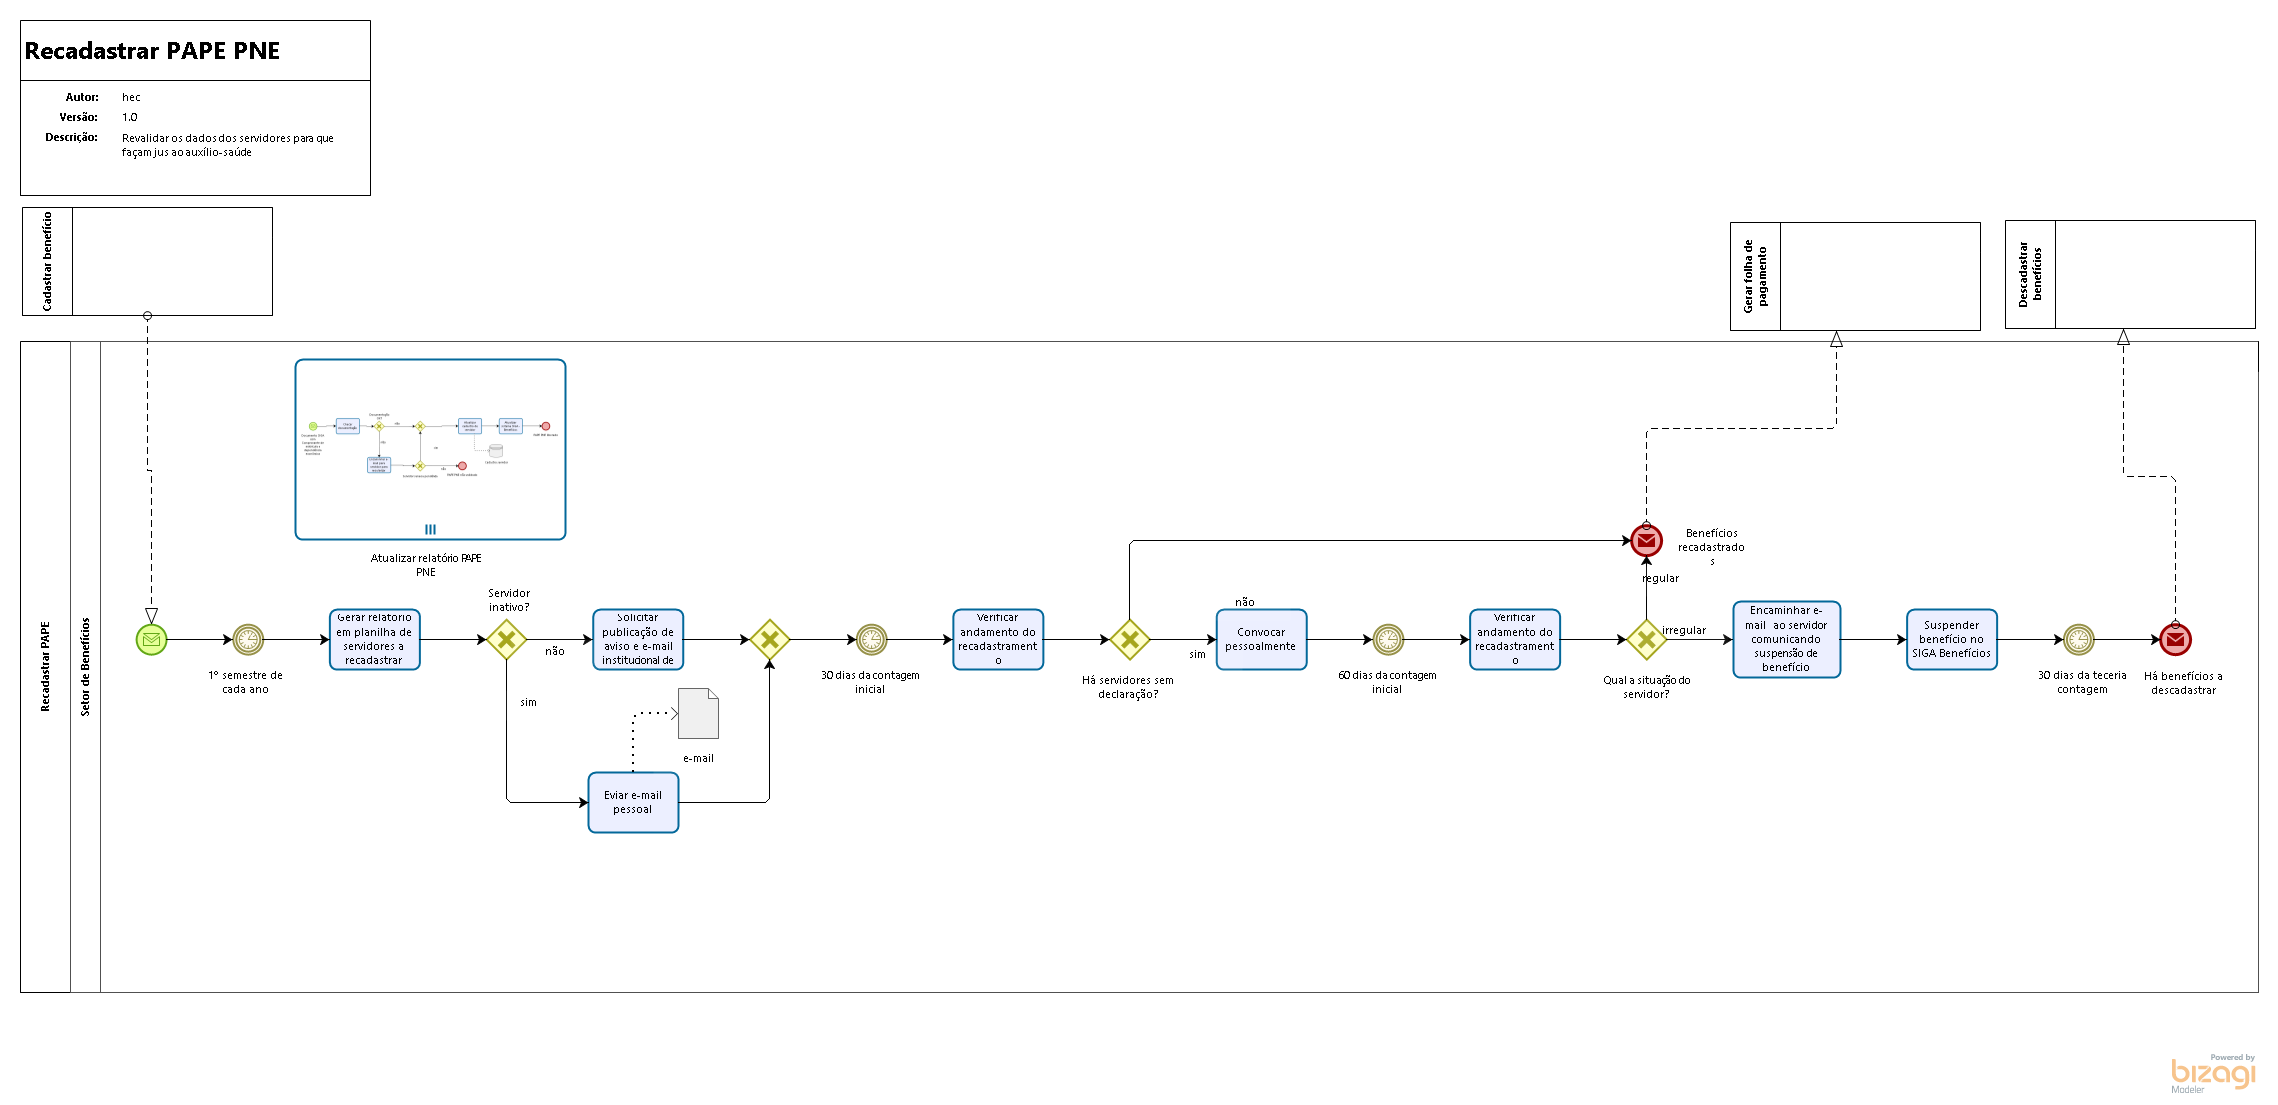 Recadastrar PAPE PNE
Autor: hec
Versão: 1.0
Descrição: Revalidar os dados dos servidores para que
façam jus ao auxílio-saúde
Cadastrar benefício
Gerar folha de
pagamento
Descadastrar
benefícios
Recadastrar PAPE
Setor de Benefícios
Atualizar relatório PAPE
PNE
1º semestre de
cada ano
Gerar relatório
em planilha de
servidores a
recadastrar
Servidor
inativo?
não
sim
Solicitar
publicação de
aviso e e-mail
institucional de
Eviar e-mail
pessoal
e-mail
30 dias da contagem
inicial
Verificar
andamento do
recadastrament
o
Há servidores sem
declaração?
não
sim
Convocar
pessoalmente
60 dias da contagem
inicial
Verificar
andamento do
recadastrament
o
Qual a situação do
servidor?
regular
irregular
Benefícios
recadastrado
s
Encaminhar e-
mail ao servidor
comunicando
suspensão de
benefício
Suspender
benefício no
SIGA Benefícios
30 dias da teceria
contagem
Há benefícios a
descadastrar
Powered by
bizagi
Modeler